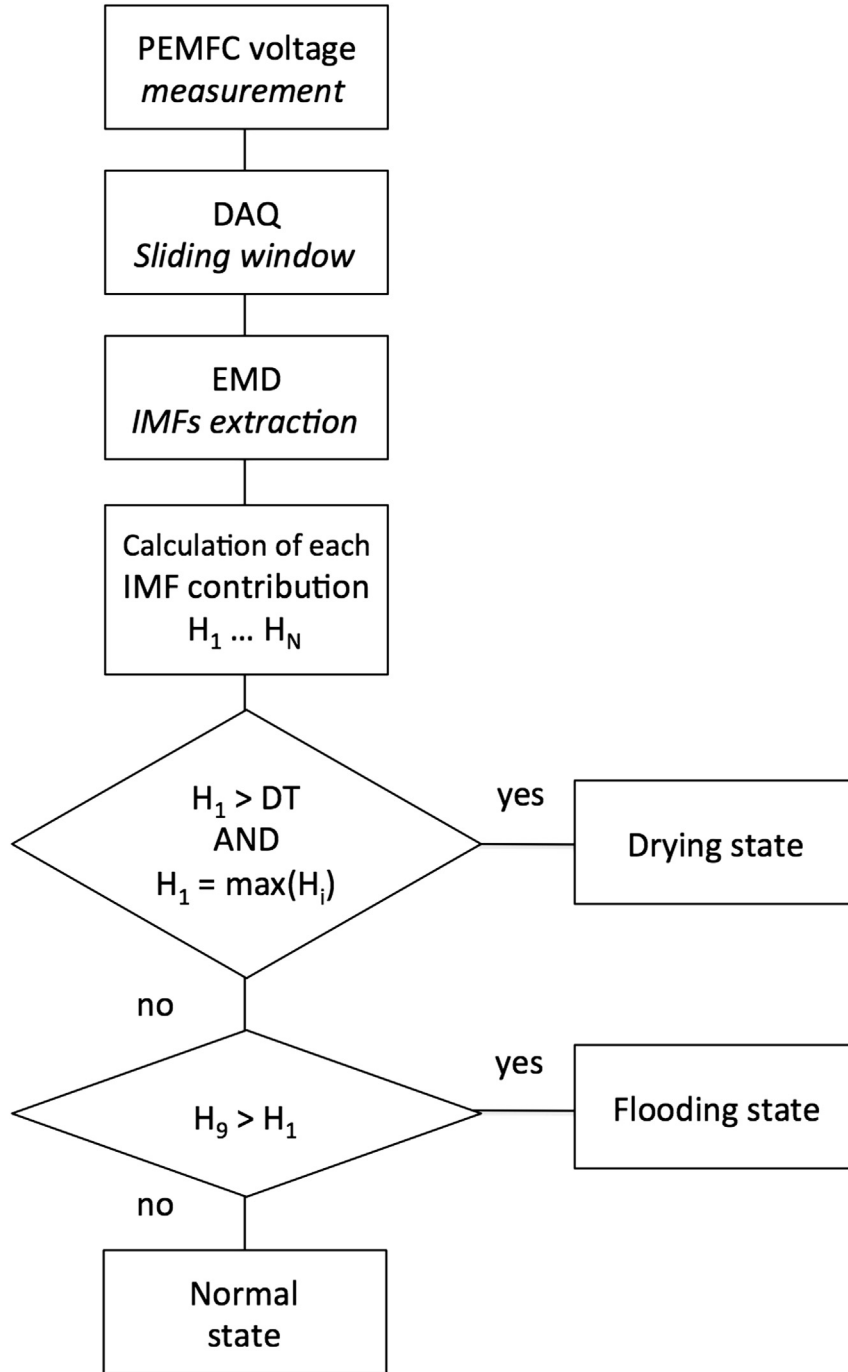 PEMFC voltage
measurement
DAQ
Sliding window
EMD
IMFs extraction
Calculation of each
IMF contribution
H₁ ... H_N
H₁ > DT
AND
H₁ = max(Hᵢ)
yes
Drying state
no
H₉ > H₁
yes
Flooding state
no
Normal
state